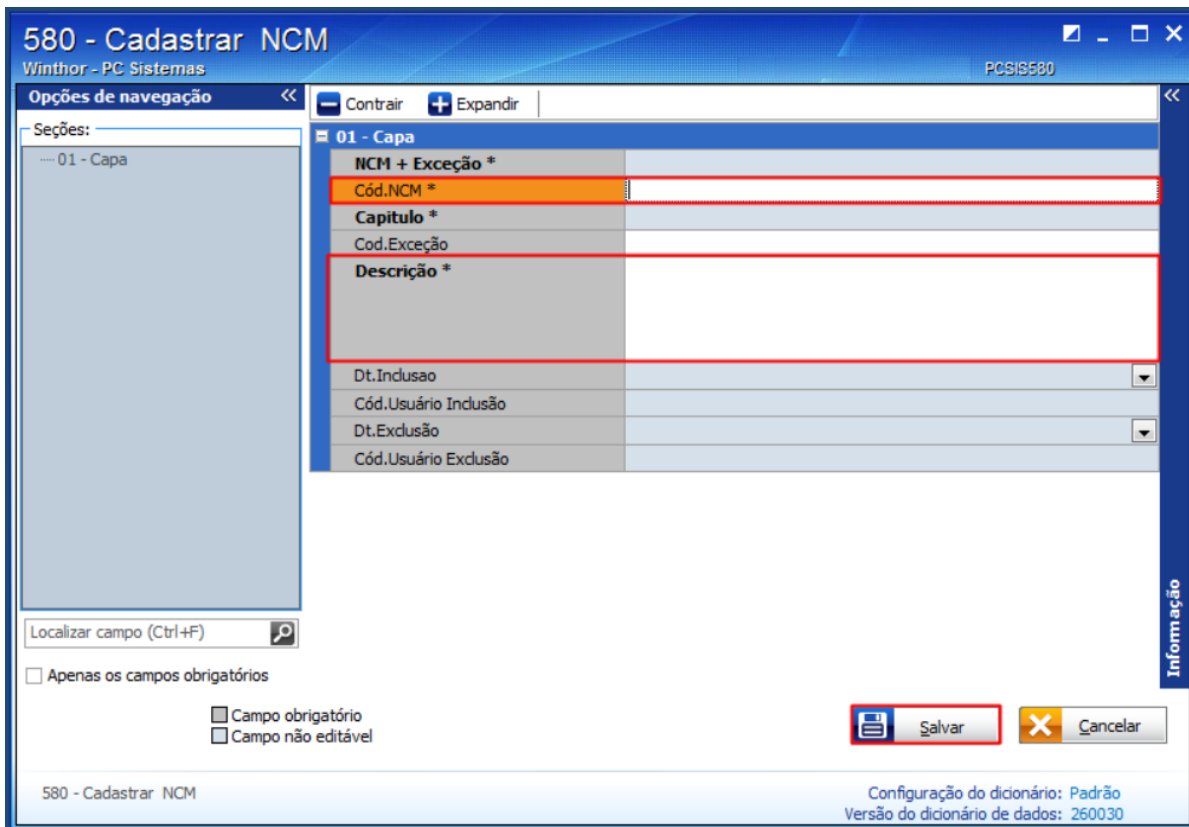 580 - Cadastrar NCM
Winthor - PC Sistemas
PCSIS580
Opções de navegação
Seções:
01 - Capa
Contrair
Expandir
01 - Capa
NCM + Exceção *
Cód.NCM *
Capitulo *
Cod.Exceção
Descrição *
Dt.Inclusao
Cód.Usuário Inclusão
Dt.Exclusão
Cód.Usuário Exclusão
Informação
Localizar campo (Ctrl+F)
Apenas os campos obrigatórios
Campo obrigatório
Campo não editável
Salvar
Cancelar
580 - Cadastrar NCM
Configuração do dicionário: Padrão
Versão do dicionário de dados: 260030